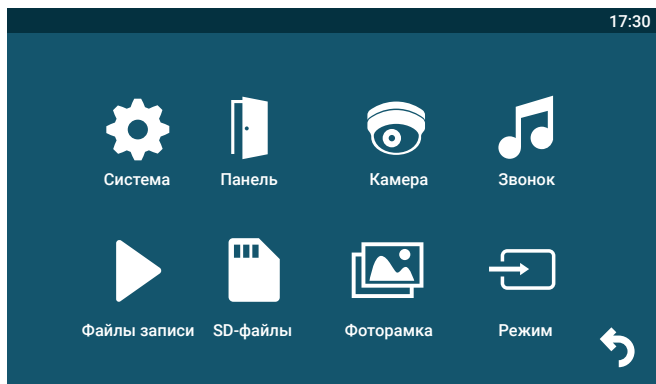 17:30
Система Панель Камера Звонок
Файлы записи SD-файлы Фоторамка Режим